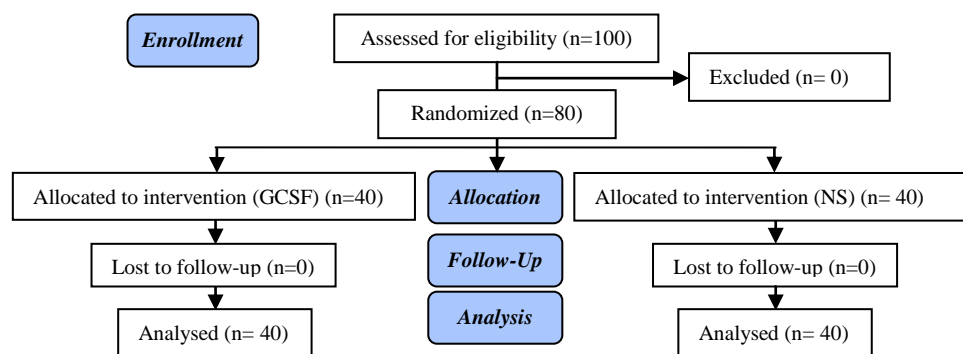 Enrollment
Assessed for eligibility (n=100)
Excluded (n= 0)
Randomized (n=80)
Allocated to intervention (GCSF) (n=40)
Allocation
Allocated to intervention (NS) (n= 40)
Lost to follow-up (n=0)
Follow-Up
Lost to follow-up (n=0)
Analysed (n= 40)
Analysis
Analysed (n= 40)